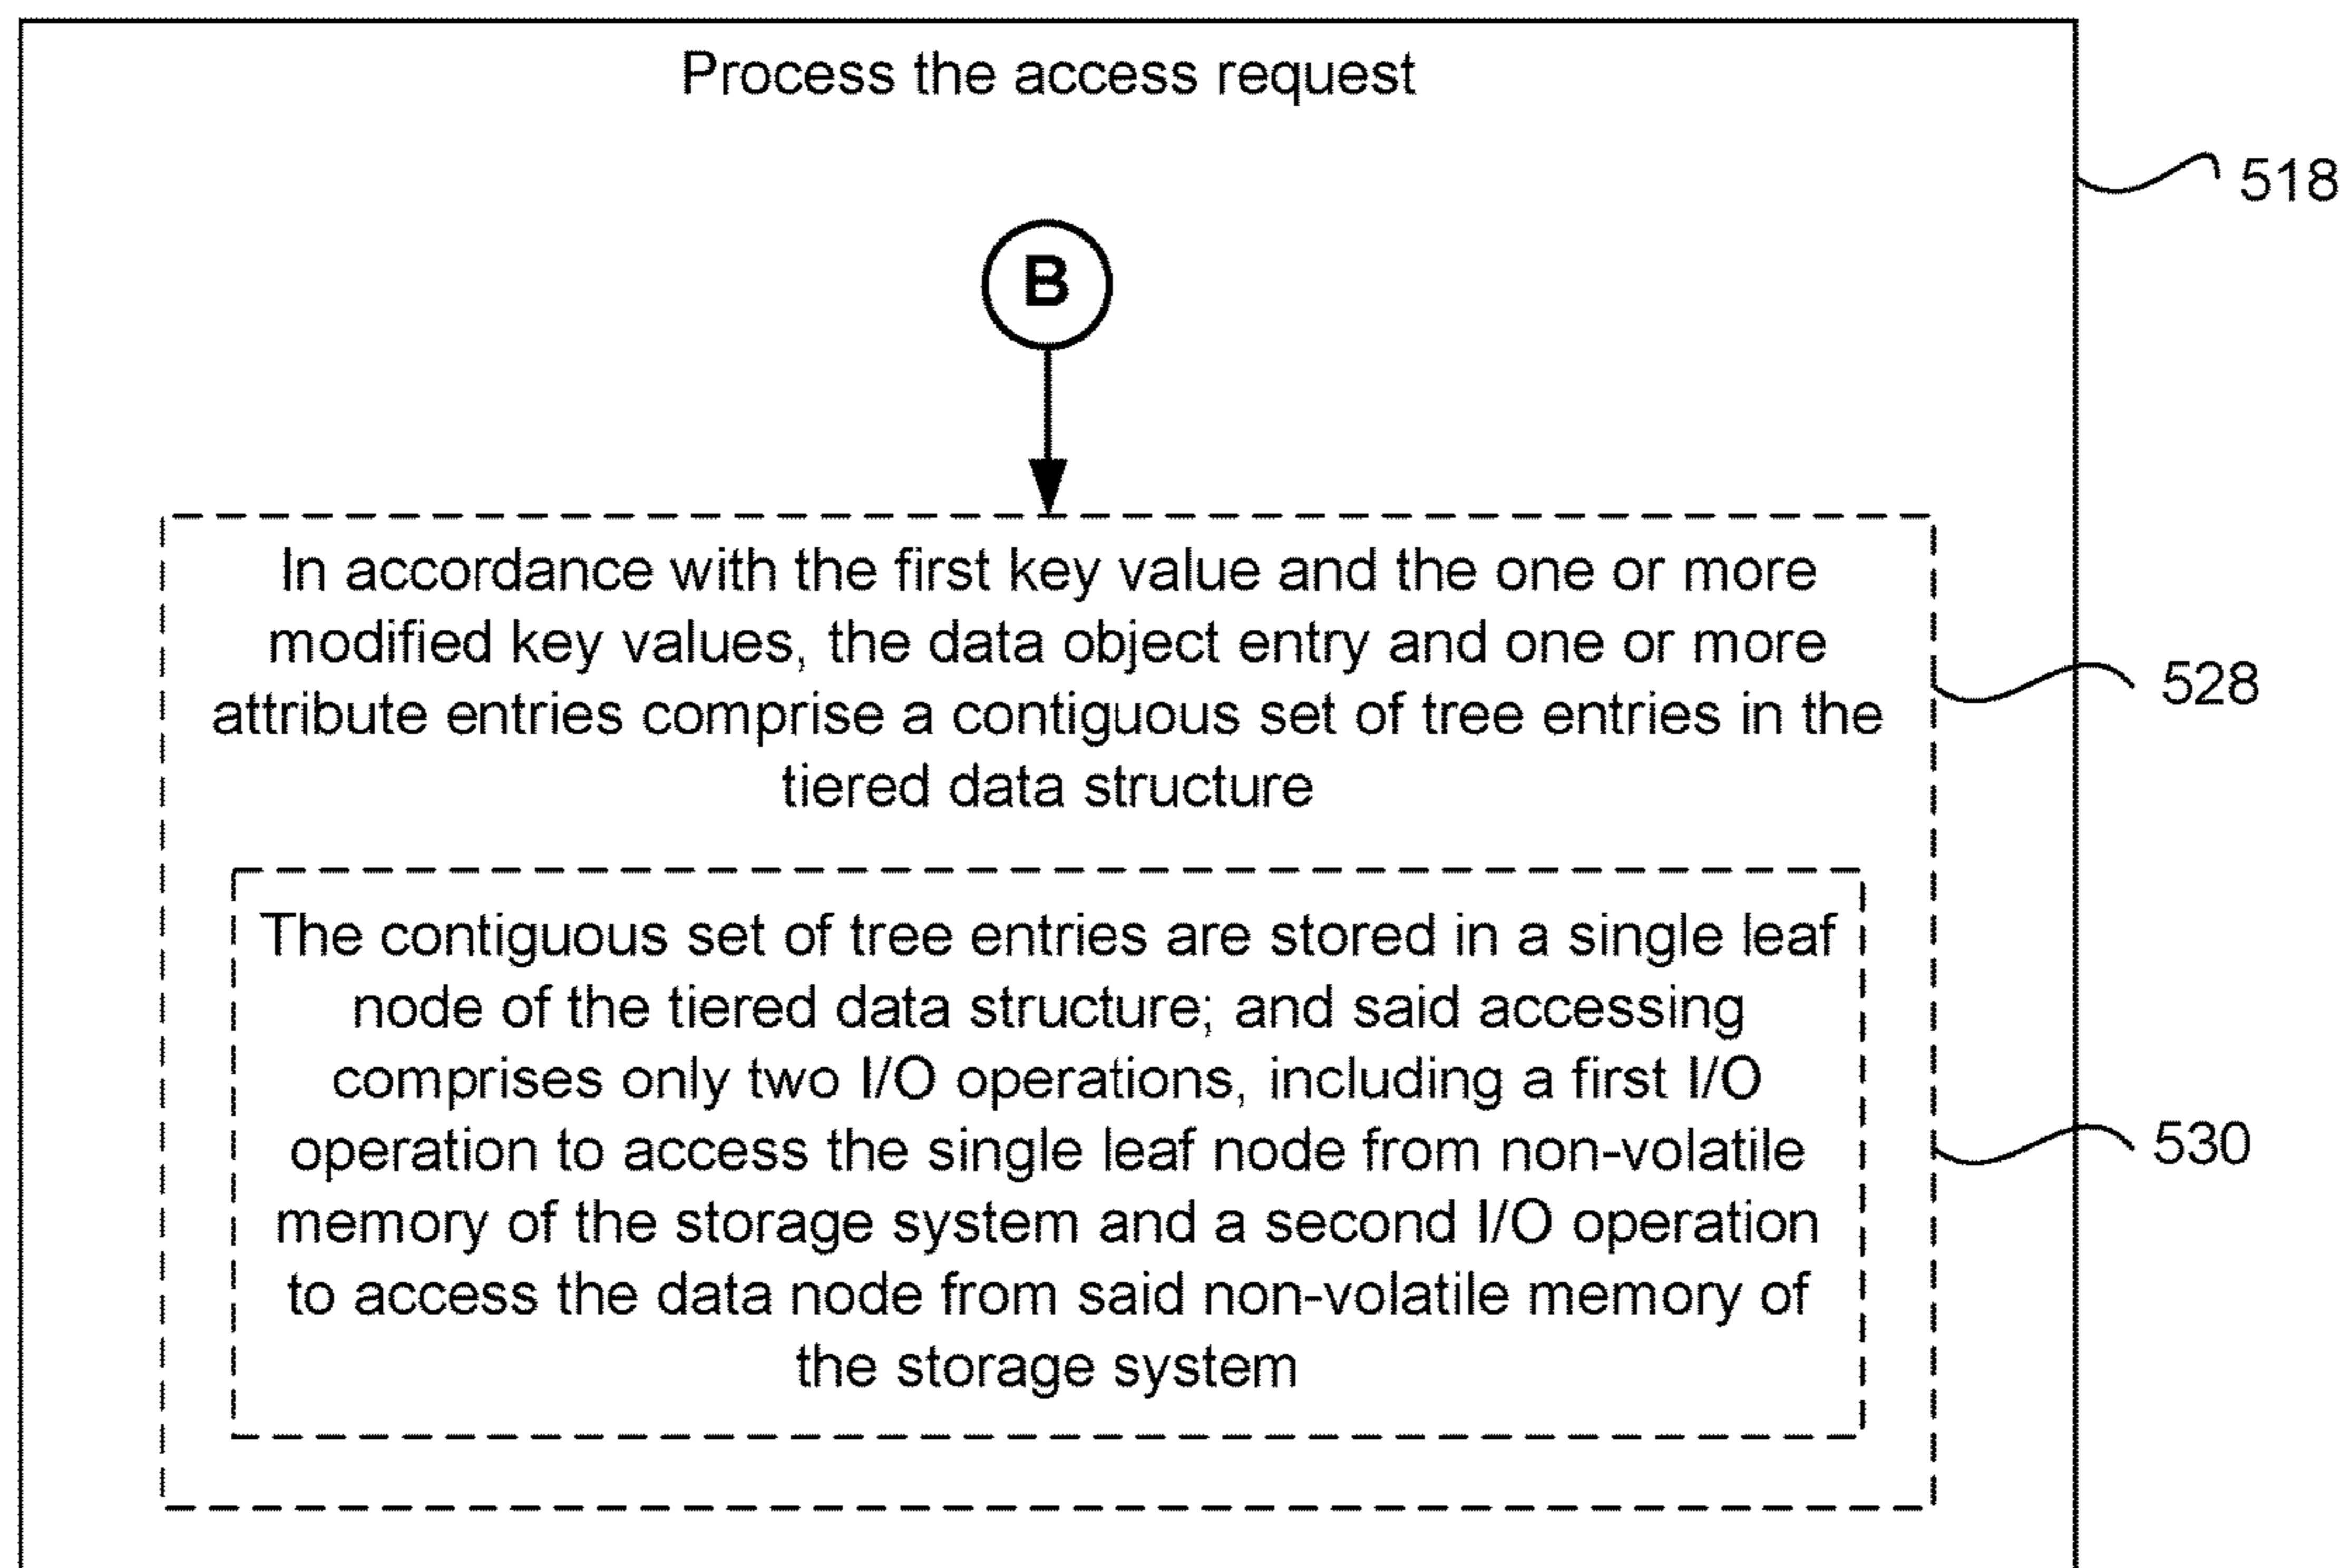 Process the access request
518
B
In accordance with the first key value and the one or more
modified key values, the data object entry and one or more
attribute entries comprise a contiguous set of tree entries in the
tiered data structure
528
The contiguous set of tree entries are stored in a single leaf
node of the tiered data structure; and said accessing
comprises only two I/O operations, including a first I/O
operation to access the single leaf node from non-volatile
memory of the storage system and a second I/O operation
to access the data node from said non-volatile memory of
the storage system
530